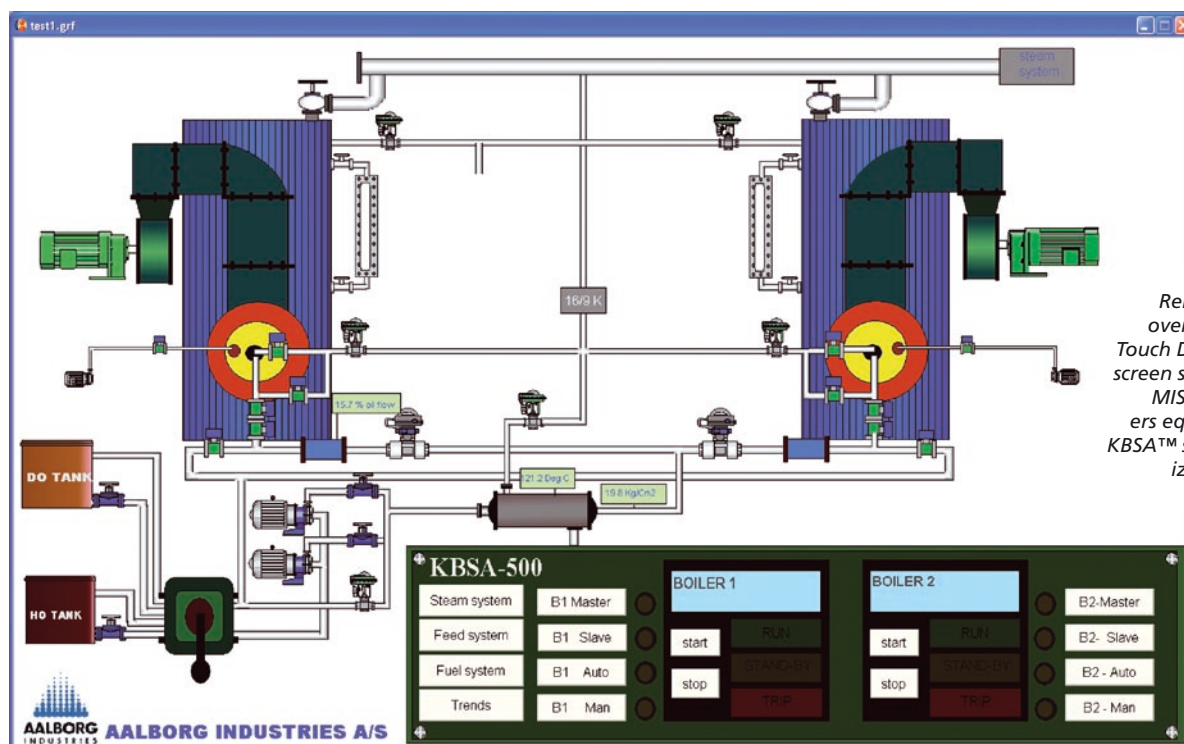 test1.grf
steam
system
16/9 K
15.7 % oil flow
121.2 Deg C
19.8 Kg/Cm2
DO TANK
HO TANK
KBSA-500
Steam system
Feed system
Fuel system
Trends
B1 Master
B1 Slave
B1 Auto
B1 Man
BOILER 1
start
stop
RUN
STAND-BY
TRIP
BOILER 2
start
stop
RUN
STAND-BY
TRIP
B2-Master
B2- Slave
B2 - Auto
B2 - Man
AALBORG
INDUSTRIES
AALBORG INDUSTRIES A/S
over
Touch D
screen s
MIS
ers eq
KBSA™ s
iz